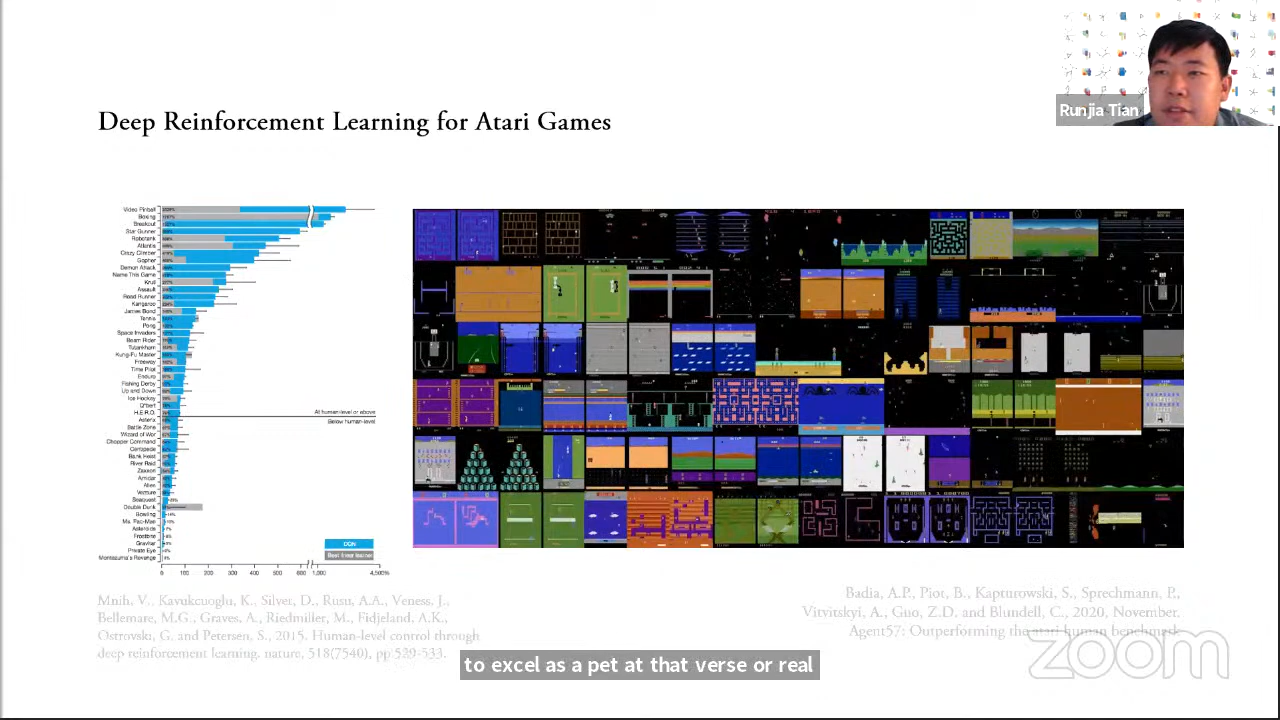 Runjia Tian
Deep Reinforcement Learning for Atari Games
Video Pinball
Boxing
Breakout
Star Gunner
Robotank
Atlantis
Crazy Climber
Gopher
Demon Attack
Name This Game
Krull
Assault
Road Runner
Kangaroo
James Bond
Tennis
Pong
Space Invaders
Beam Rider
Tutankham
Kung-Fu Master
Freeway
Time Pilot
Enduro
Fishing Derby
Up and Down
Ice Hockey
Q*bert
H.E.R.O.
At human-level or above
Asterix
Below human-level
Battle Zone
Wizard of Wor
Chopper Command
Centipede
Bank Heist
River Raid
Zaxxon
Amidar
Alien
Venture
Seaquest
Double Dunk
Bowling
Ms. Pac-Man
Asteroids
Frostbite
Gravitar
Private Eye
Montezuma's Revenge
DQN
Best linear learner
0 100 200 300 400 500 600 1,000 4,500%
Mnih, V., Kavukcuoglu, K., Silver, D., Rusu, A.A., Veness, J.,
Bellemare, M.G., Graves, A., Riedmiller, M., Fidjeland, A.K.,
Ostrovski, G. and Petersen, S., 2015. Human-level control through
deep reinforcement learning. nature, 518(7540), pp.529-533.
Badia, A.P., Piot, B., Kapturowski, S., Sprechmann, P.,
Vitvitskyi, A., Guo, Z.D. and Blundell, C., 2020, November.
Agent57: Outperforming the atari human benchmark
to excel as a pet at that verse or real
zoom